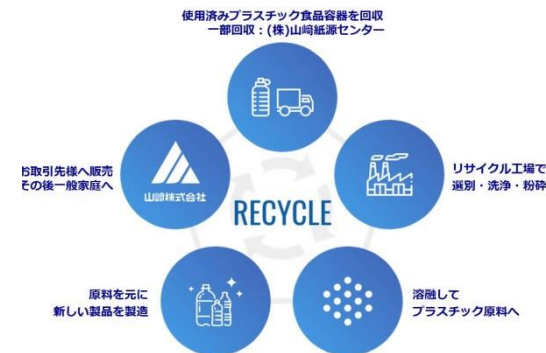 使用済みプラスチック食品容器を回収
一部回収：(株)山﨑紙源センター
お取引先様へ販売
その後一般家庭へ
山﨑株式会社
リサイクル工場で
選別・洗浄・粉砕
RECYCLE
原料を元に
新しい製品を製造
溶融して
プラスチック原料へ